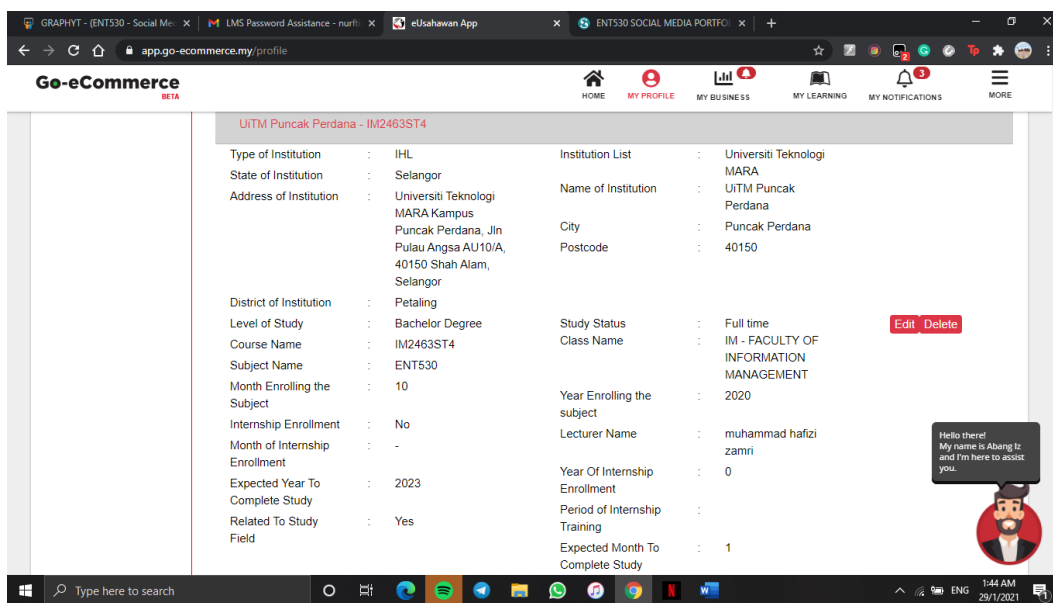 GRAPHYT - (ENT530 - Social Med
LMS Password Assistance - nurfti
eUsahawan App
ENT530 SOCIAL MEDIA PORTFOL
app.go-ecommerce.my/profile
Go-eCommerce
BETA
HOME
MY PROFILE
MY BUSINESS
MY LEARNING
3
MY NOTIFICATIONS
MORE
UiTM Puncak Perdana - IM2463ST4
Type of Institution : IHL
State of Institution : Selangor
Address of Institution : Universiti Teknologi
MARA Kampus
Puncak Perdana, Jln
Pulau Angsa AU10/A,
40150 Shah Alam,
Selangor
Institution List : Universiti Teknologi
MARA
Name of Institution : UiTM Puncak
Perdana
City : Puncak Perdana
Postcode : 40150
District of Institution : Petaling
Level of Study : Bachelor Degree
Course Name : IM2463ST4
Subject Name : ENT530
Month Enrolling the : 10
Subject
Internship Enrollment : No
Month of Internship : -
Enrollment
Expected Year To : 2023
Complete Study
Related To Study : Yes
Field
Study Status : Full time
Class Name : IM - FACULTY OF
INFORMATION
MANAGEMENT
Year Enrolling the : 2020
subject
Lecturer Name : muhammad hafizi
zamri
Year Of Internship : 0
Enrollment
Period of Internship :
Training
Expected Month To : 1
Complete Study
Edit Delete
Hello there!
My name is Abang Iz
and I'm here to assist
you.
Type here to search
ENG
1:44 AM
29/1/2021